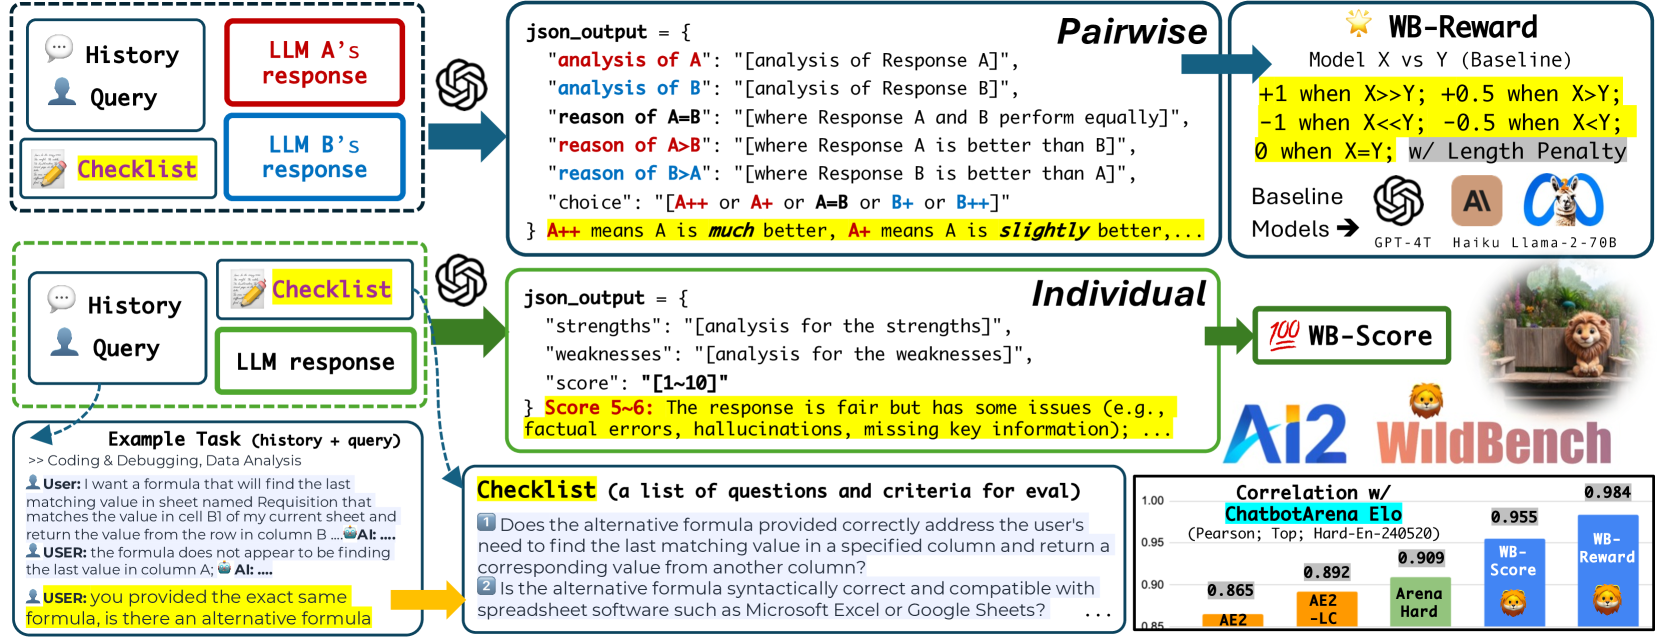 History
Query
Checklist
LLM A's
response
LLM B's
response
json_output = {
Pairwise
"analysis of A": "[analysis of Response A]",
"analysis of B": "[analysis of Response B]",
"reason of A=B": "[where Response A and B perform equally]",
"reason of A>B": "[where Response A is better than B]",
"reason of B>A": "[where Response B is better than A]",
"choice": "[A++ or A+ or A=B or B+ or B++]"
} A++ means A is much better, A+ means A is slightly better,...
WB-Reward
Model X vs Y (Baseline)
+1 when X>>Y; +0.5 when X>Y;
-1 when X<<Y; -0.5 when X<Y;
0 when X=Y; w/ Length Penalty
Baseline
Models
GPT-4T Haiku Llama-2-70B
History
Query
Checklist
LLM response
json_output = {
Individual
"strengths": "[analysis for the strengths]",
"weaknesses": "[analysis for the weaknesses]",
"score": "[1~10]"
} Score 5~6: The response is fair but has some issues (e.g.,
factual errors, hallucinations, missing key information); ...
100 WB-Score
Ai2 WildBench
Example Task (history + query)
>> Coding & Debugging, Data Analysis
User: I want a formula that will find the last
matching value in sheet named Requisition that
matches the value in cell B1 of my current sheet and
return the value from the row in column B .... AI: ....
USER: the formula does not appear to be finding
the last value in column A; AI: ....
USER: you provided the exact same
formula, is there an alternative formula
Checklist (a list of questions and criteria for eval)
1 Does the alternative formula provided correctly address the user's
need to find the last matching value in a specified column and return a
corresponding value from another column?
2 Is the alternative formula syntactically correct and compatible with
spreadsheet software such as Microsoft Excel or Google Sheets? ...
Correlation w/
ChatbotArena Elo
(Pearson; Top; Hard-En-240520)
1.00
0.95
0.90
0.85
0.865
AE2
0.892
AE2
-LC
0.909
Arena
Hard
0.955
WB-
Score
0.984
WB-
Reward